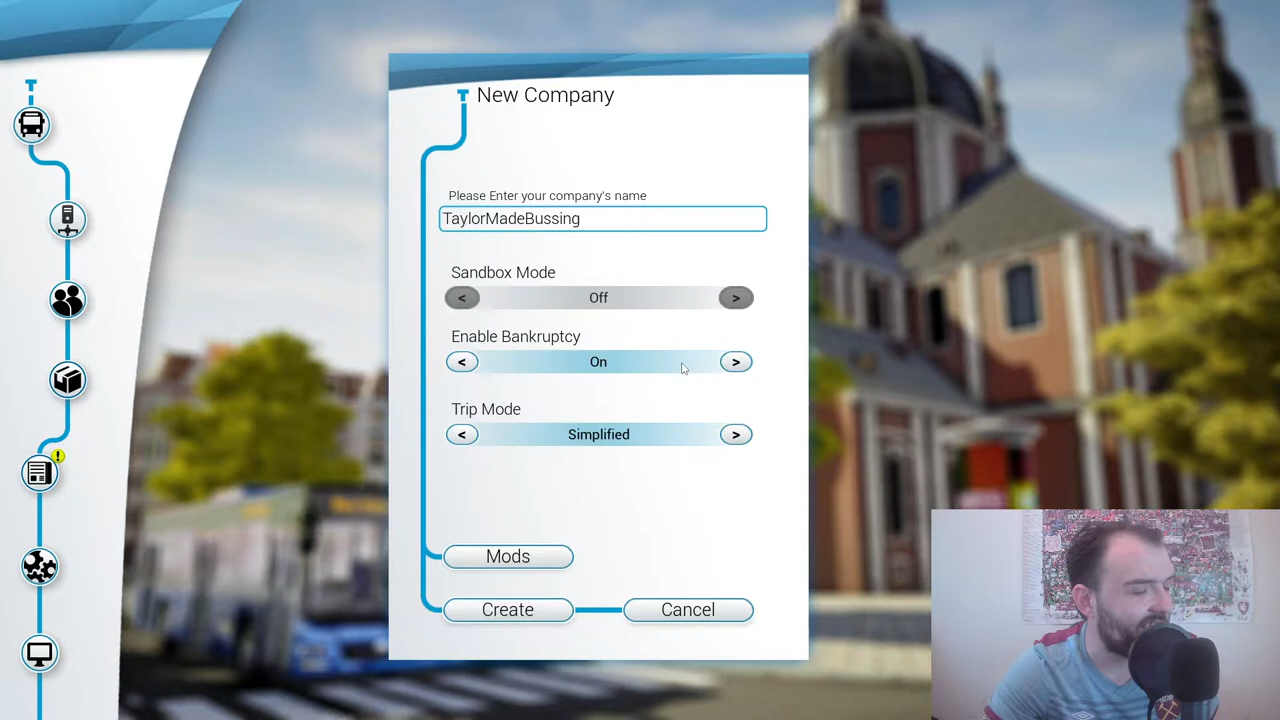 New Company
Please Enter your company's name
TaylorMadeBussing
Sandbox Mode
< Off >
Enable Bankruptcy
< On >
Trip Mode
< Simplified >
Mods
Create
Cancel